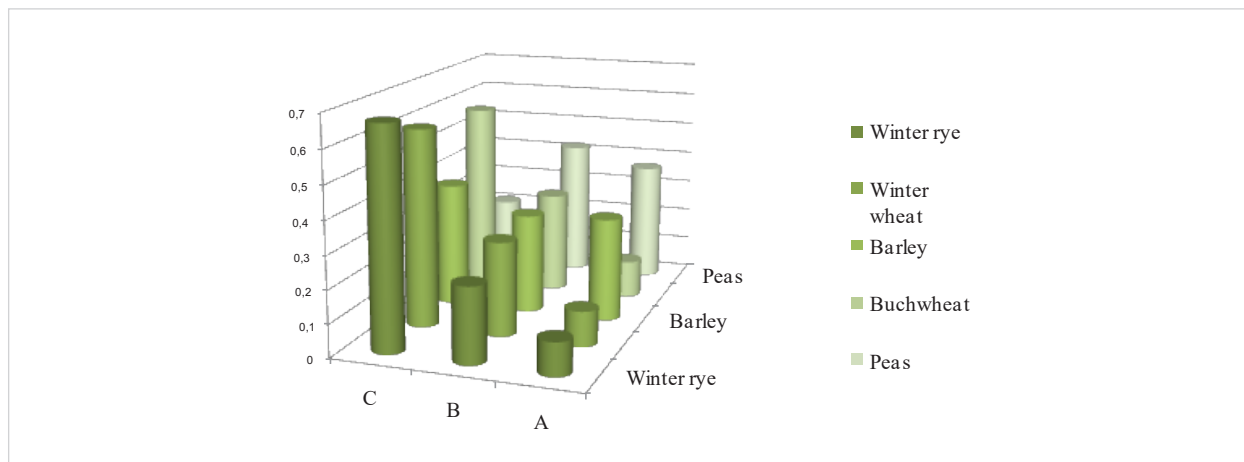 0,7
0,6
0,5
0,4
0,3
0,2
0,1
0
C
B
A
Winter rye
Barley
Peas
Winter rye
Winter
wheat
Barley
Buchwheat
Peas